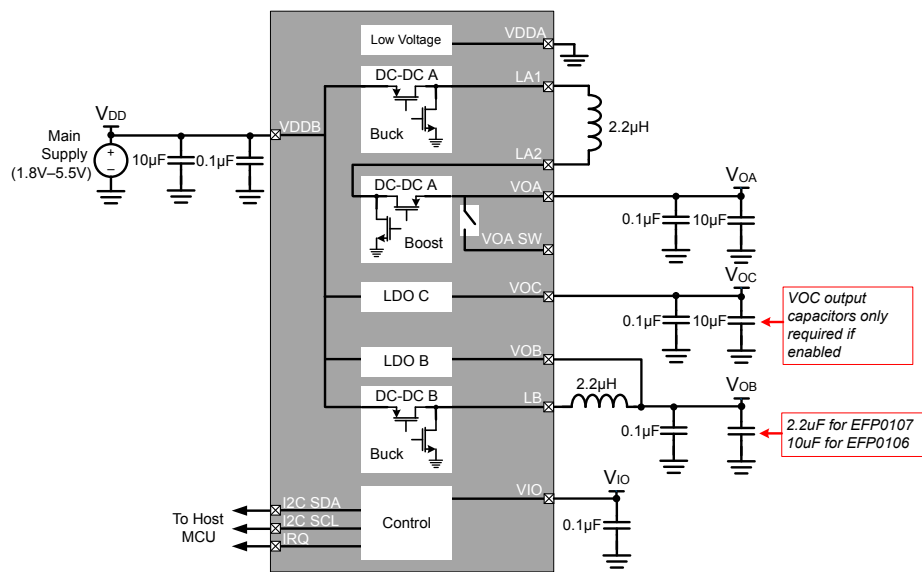 Low Voltage
VDDA
DC-DC A
LA1
Buck
2.2µH
VDD
VDDB
Main
Supply
(1.8V–5.5V)
10µF
0.1µF
LA2
DC-DC A
VOA
VOA
Boost
VOA SW
0.1µF
10µF
LDO C
VOC
VOC
0.1µF
10µF
VOC output
capacitors only
required if
enabled
LDO B
VOB
2.2µH
VOB
DC-DC B
LB
Buck
0.1µF
2.2uF for EFP0107
10uF for EFP0106
VIO
VIO
Control
0.1µF
To Host
MCU
I2C SDA
I2C SCL
IRQ